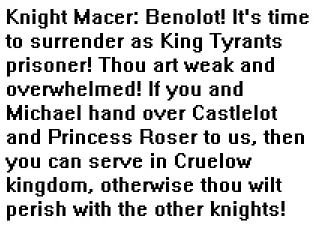 Knight Macer: Benolot! It's time
to surrender as King Tyrants
prisoner! Thou art weak and
overwhelmed! If you and
Michael hand over Castlelot
and Princess Roser to us, then
you can serve in Cruelow
kingdom, otherwise thou wilt
perish with the other knights!